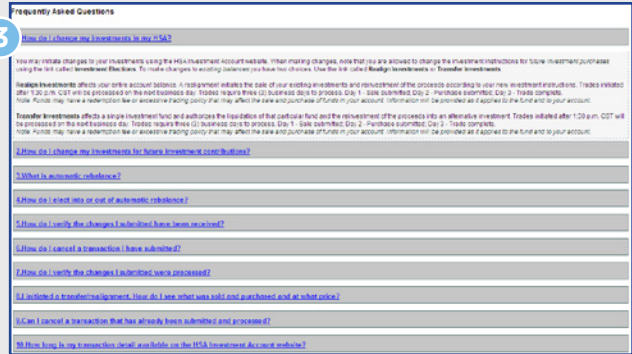 Frequently Asked Questions
3
How do I change my Investments in my HSA?
You may initiate changes to your investments using the HSA Investment Account website. When making changes, note that you are allowed to change the investment instructions for future investment purchases
using the link called Investment Elections. To make changes to existing balances you have two choices. Use the link called Realign Investments or Transfer Investments.
Realign Investments affects your entire account balance. A realignment initiates the sale of your existing investments and reinvestment of the proceeds according to your new investment instructions. Trades initiated
after 1:30 p.m. CST will be processed on the next business day. Trades require three (3) business days to process. Day 1 - Sale submitted; Day 2 - Purchase submitted; Day 3 - Trade complete.
Note: Funds may have a redemption fee or excessive trading policy that may affect the sale and purchase of funds in your account. Information will be provided as it applies to the fund and to your account.
Transfer Investments affects a single investment fund and authorizes the liquidation of that particular fund and the reinvestment of the proceeds into an alternative investment. Trades initiated after 1:30 p.m. CST will
be processed on the next business day. Trades require three (3) business days to process. Day 1 - Sale submitted; Day 2 - Purchase submitted; Day 3 - Trade complete.
Note: Funds may have a redemption fee or excessive trading policy that may affect the sale and purchase of funds in your account. Information will be provided as it applies to the fund and to your account.
2.How do I change my investments for future investment contributions?
3.What is automatic rebalance?
4.How do I elect into or out of automatic rebalance?
5.How do I verify the changes I submitted have been received?
6.How do I cancel a transaction I have submitted?
7.How do I verify the changes I submitted were processed?
8.I initiated a transfer/realignment. How do I see what was sold and purchased and at what price?
9.Can I cancel a transaction that has already been submitted and processed?
10.How long is my transaction detail available on the HSA Investment Account website?